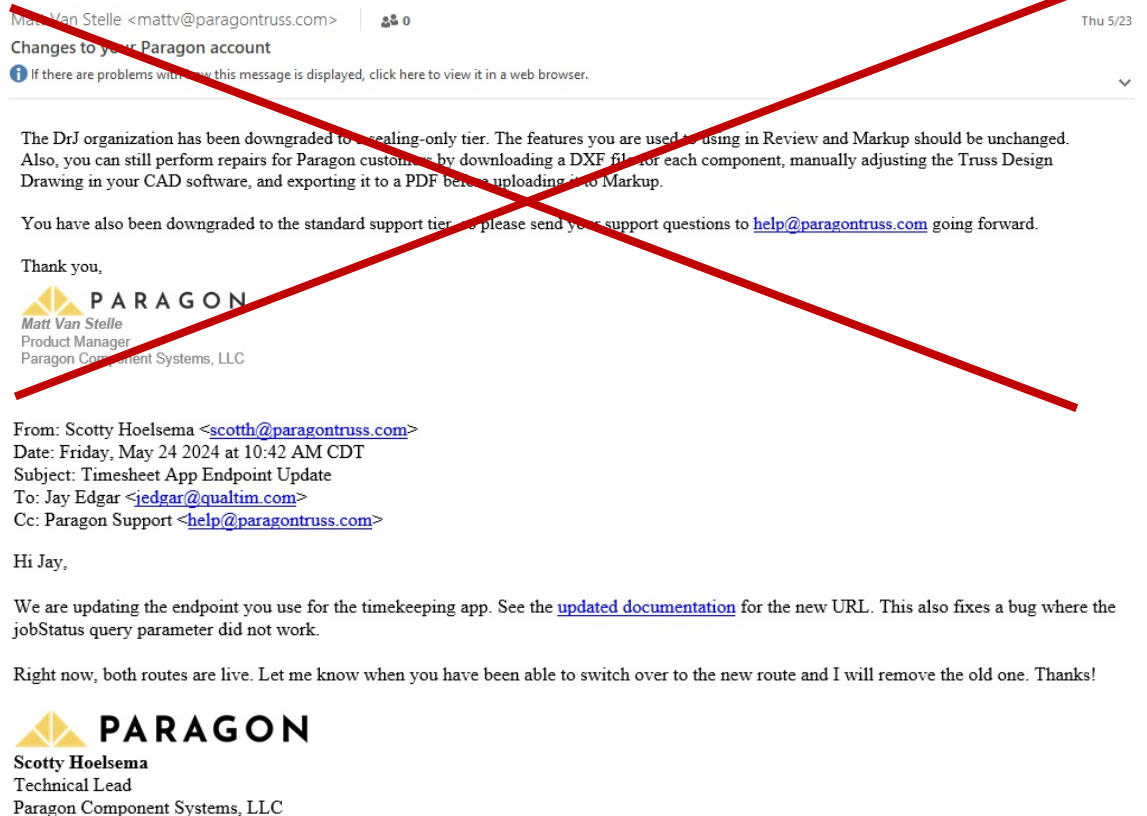 Matt Van Stelle <mattv@paragontruss.com> 0 Thu 5/23
Changes to your Paragon account
If there are problems with how this message is displayed, click here to view it in a web browser.
The DrJ organization has been downgraded to a sealing-only tier. The features you are used to using in Review and Markup should be unchanged.
Also, you can still perform repairs for Paragon customers by downloading a DXF file for each component, manually adjusting the Truss Design
Drawing in your CAD software, and exporting it to a PDF before uploading it to Markup.
You have also been downgraded to the standard support tier, so please send your support questions to help@paragontruss.com going forward.
Thank you,
PARAGON
Matt Van Stelle
Product Manager
Paragon Component Systems, LLC
From: Scotty Hoelsema <scotth@paragontruss.com>
Date: Friday, May 24 2024 at 10:42 AM CDT
Subject: Timesheet App Endpoint Update
To: Jay Edgar <jedgar@qualtim.com>
Cc: Paragon Support <help@paragontruss.com>
Hi Jay,
We are updating the endpoint you use for the timekeeping app. See the updated documentation for the new URL. This also fixes a bug where the
jobStatus query parameter did not work.
Right now, both routes are live. Let me know when you have been able to switch over to the new route and I will remove the old one. Thanks!
PARAGON
Scotty Hoelsema
Technical Lead
Paragon Component Systems, LLC